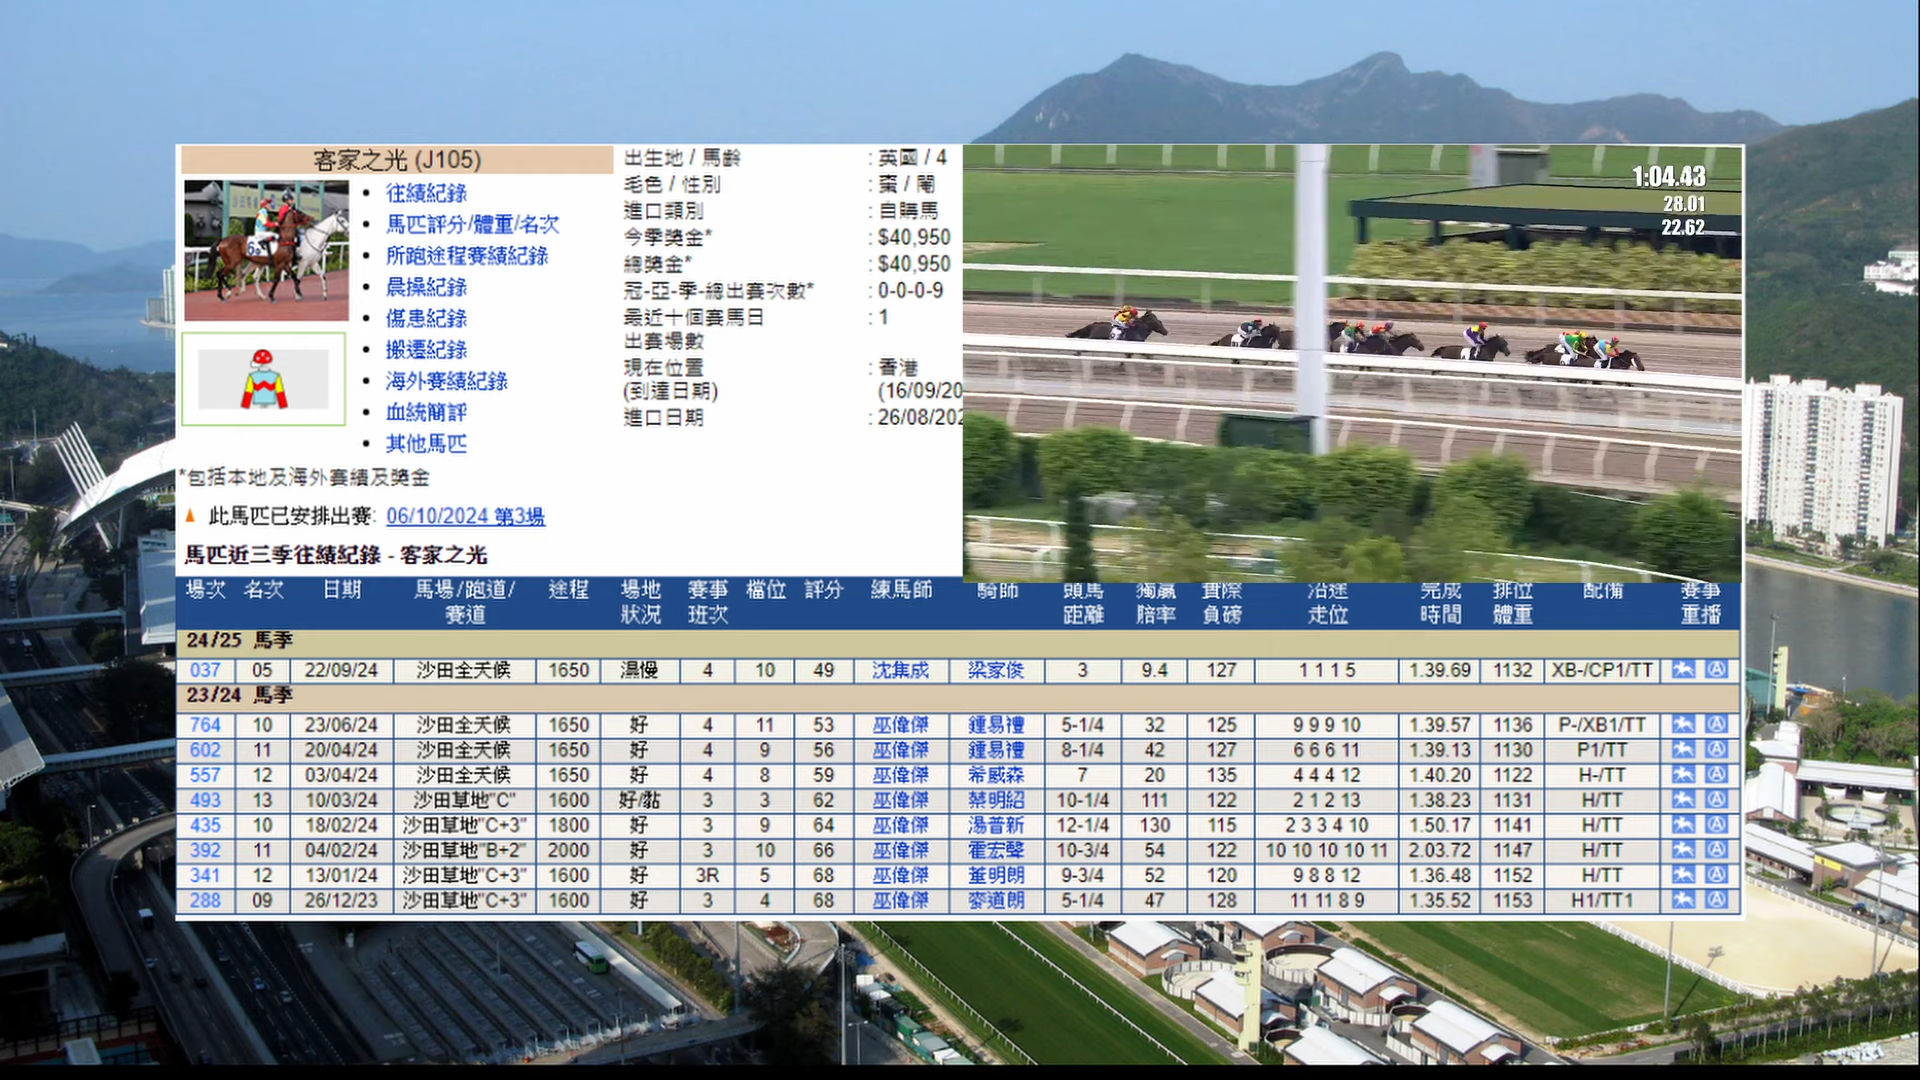 客家之光 (J105)
往績紀錄
馬匹評分/體重/名次
所跑途程賽績紀錄
晨操紀錄
傷患紀錄
搬遷紀錄
海外賽績紀錄
血統簡評
其他馬匹
出生地 / 馬齡 : 英國 / 4
毛色 / 性別 : 棗 / 閹
進口類別 : 自購馬
今季獎金* : $40,950
總獎金* : $40,950
冠-亞-季-總出賽次數* : 0-0-0-9
最近十個賽馬日 : 1
出賽場數
現在位置 : 香港
(到達日期) (16/09/20
進口日期 : 26/08/202
1:04.43
28.01
22.62
*包括本地及海外賽績及獎金
此馬匹已安排出賽: 06/10/2024 第3場
馬匹近三季往績紀錄 - 客家之光
場次 名次 日期 馬場/跑道/ 途程 場地 賽事 檔位 評分 練馬師 騎師 頭馬 獨贏 實際 沿途 完成 排位 配備 賽事
賽道 狀況 班次 距離 賠率 負磅 走位 時間 體重 重播
24/25 馬季
037 05 22/09/24 沙田全天候 1650 濕慢 4 10 49 沈集成 梁家俊 3 9.4 127 1 1 1 5 1.39.69 1132 XB-/CP1/TT
23/24 馬季
764 10 23/06/24 沙田全天候 1650 好 4 11 53 巫偉傑 鍾易禮 5-1/4 32 125 9 9 9 10 1.39.57 1136 P-/XB1/TT
602 11 20/04/24 沙田全天候 1650 好 4 9 56 巫偉傑 鍾易禮 8-1/4 42 127 6 6 6 11 1.39.13 1130 P1/TT
557 12 03/04/24 沙田全天候 1650 好 4 8 59 巫偉傑 希威森 7 20 135 4 4 4 12 1.40.20 1122 H-/TT
493 13 10/03/24 沙田草地"C" 1600 好/黏 3 3 62 巫偉傑 蔡明紹 10-1/4 111 122 2 1 2 13 1.38.23 1131 H/TT
435 10 18/02/24 沙田草地"C+3" 1800 好 3 9 64 巫偉傑 湯普新 12-1/4 130 115 2 3 3 4 10 1.50.17 1141 H/TT
392 11 04/02/24 沙田草地"B+2" 2000 好 3 10 66 巫偉傑 霍宏聲 10-3/4 54 122 10 10 10 10 11 2.03.72 1147 H/TT
341 12 13/01/24 沙田草地"C+3" 1600 好 3R 5 68 巫偉傑 董明朗 9-3/4 52 120 9 8 8 12 1.36.48 1152 H/TT
288 09 26/12/23 沙田草地"C+3" 1600 好 3 4 68 巫偉傑 麥道朗 5-1/4 47 128 11 11 8 9 1.35.52 1153 H1/TT1